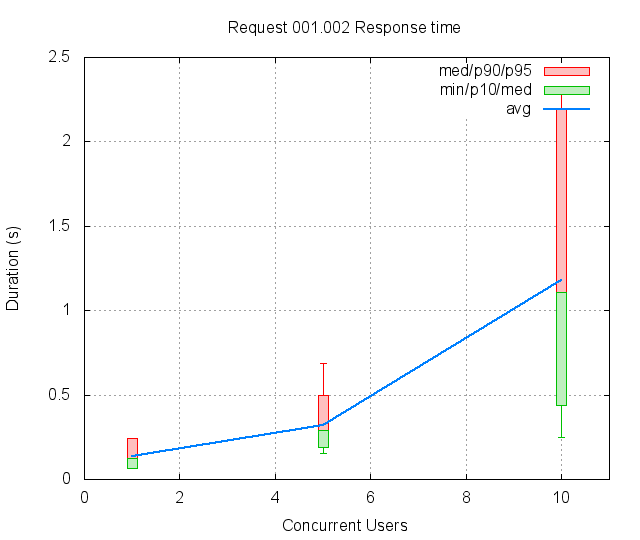 Request 001.002 Response time
med/p90/p95
min/p10/med
avg
2.5
2
1.5
1
0.5
0
Duration (s)
0 2 4 6 8 10
Concurrent Users